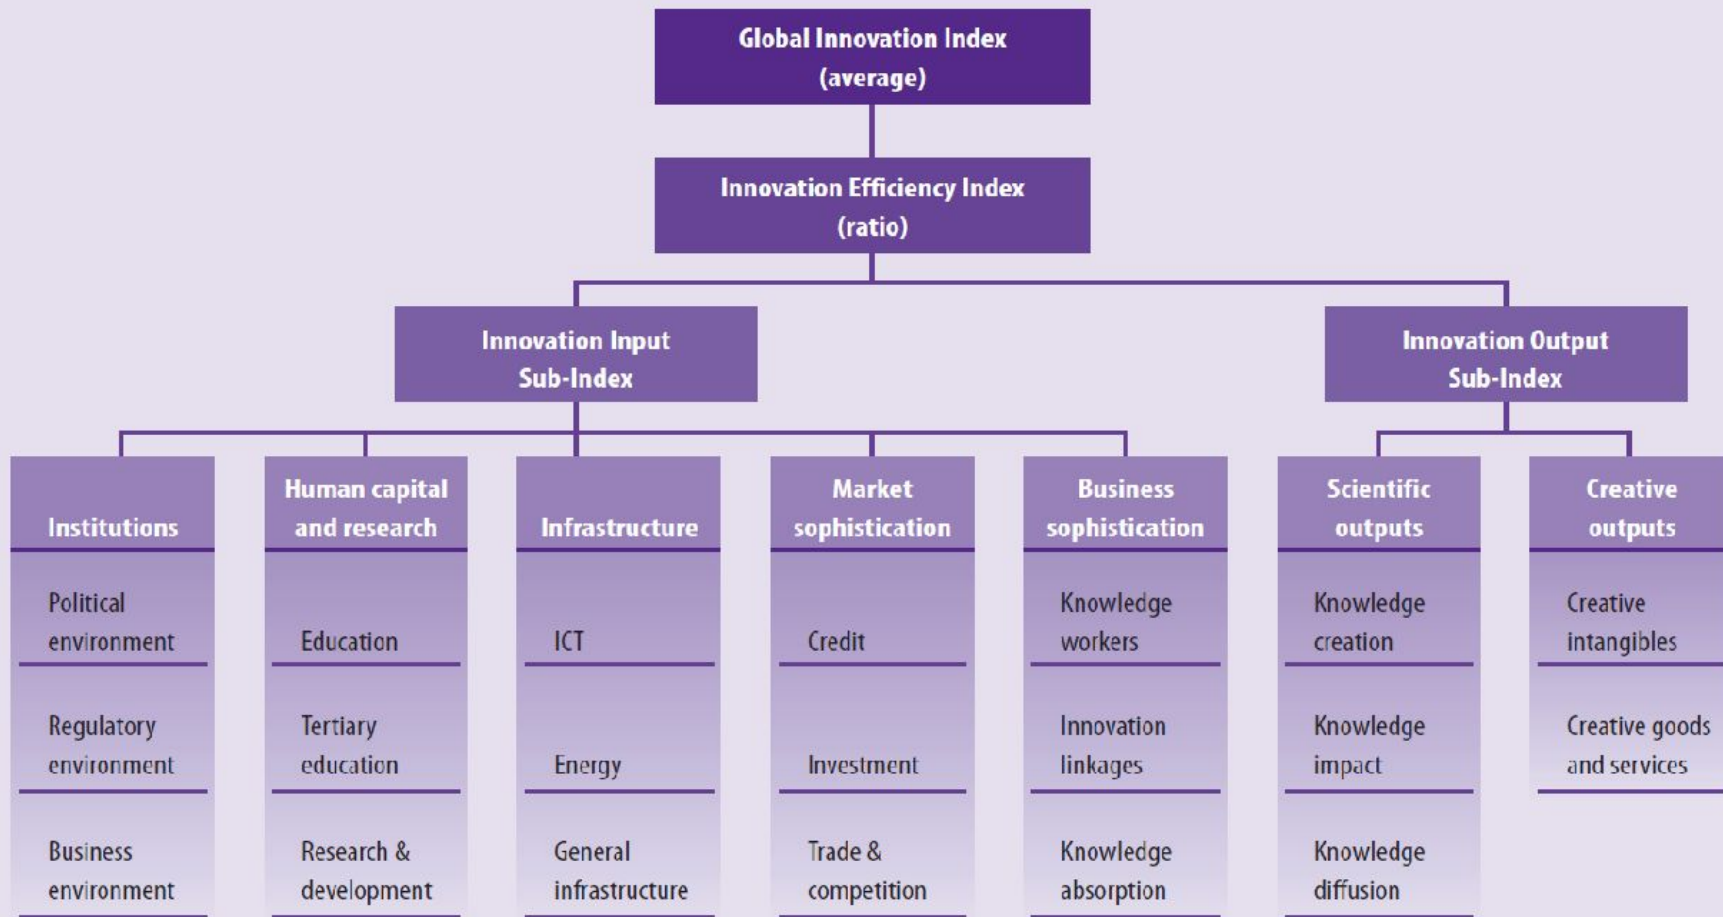 Global Innovation Index
(average)
Innovation Efficiency Index
(ratio)
Innovation Input
Sub-Index
Innovation Output
Sub-Index
Institutions
Human capital
and research
Infrastructure
Market
sophistication
Business
sophistication
Scientific
outputs
Creative
outputs
Political
environment
Education
ICT
Credit
Knowledge
workers
Knowledge
creation
Creative
intangibles
Regulatory
environment
Tertiary
education
Energy
Investment
Innovation
linkages
Knowledge
impact
Creative goods
and services
Business
environment
Research &
development
General
infrastructure
Trade &
competition
Knowledge
absorption
Knowledge
diffusion